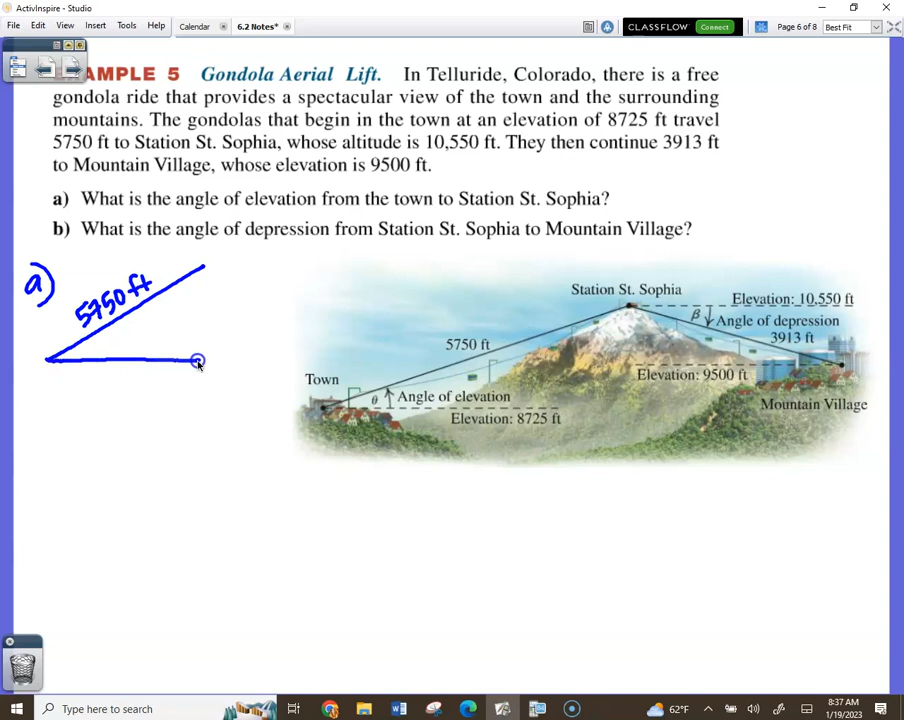 ActivInspire - Studio
File Edit View Insert Tools Help
Calendar
6.2 Notes*
CLASSFLOW Connect
Page 6 of 8
Best Fit
AMPLE 5 Gondola Aerial Lift. In Telluride, Colorado, there is a free
gondola ride that provides a spectacular view of the town and the surrounding
mountains. The gondolas that begin in the town at an elevation of 8725 ft travel
5750 ft to Station St. Sophia, whose altitude is 10,550 ft. They then continue 3913 ft
to Mountain Village, whose elevation is 9500 ft.
a) What is the angle of elevation from the town to Station St. Sophia?
b) What is the angle of depression from Station St. Sophia to Mountain Village?
a)
5750 ft
Station St. Sophia
Elevation: 10,550 ft
β
Angle of depression
3913 ft
5750 ft
Elevation: 9500 ft
Town
θ
Angle of elevation
Mountain Village
Elevation: 8725 ft
Type here to search
62°F
8:37 AM
1/19/2023